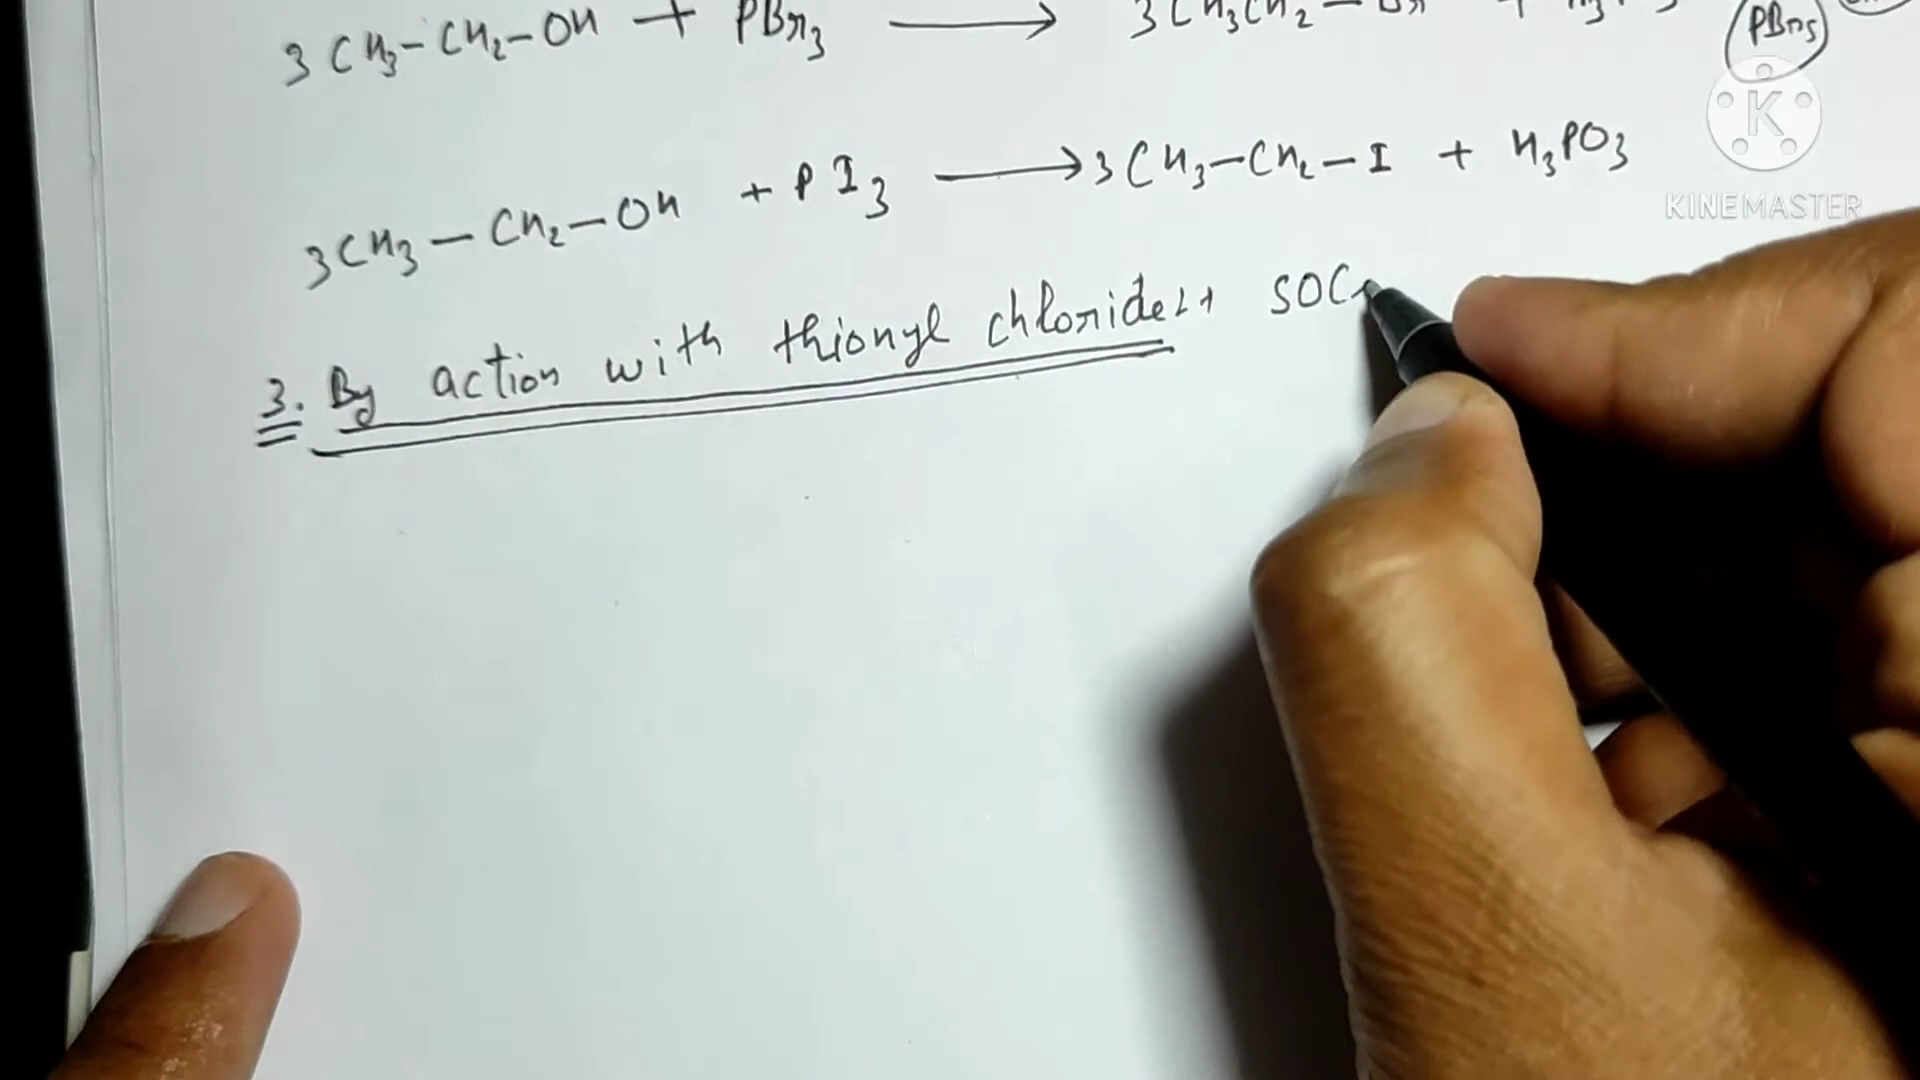 3CH₃-CH₂-OH + PBr₃ ⟶ 3CH₃CH₂-Br +
PBr₅
3CH₃-CH₂-OH + PI₃ ⟶ 3CH₃-CH₂-I + H₃PO₃
K
KINEMASTER
3. By action with thionyl chloride:→ SOC